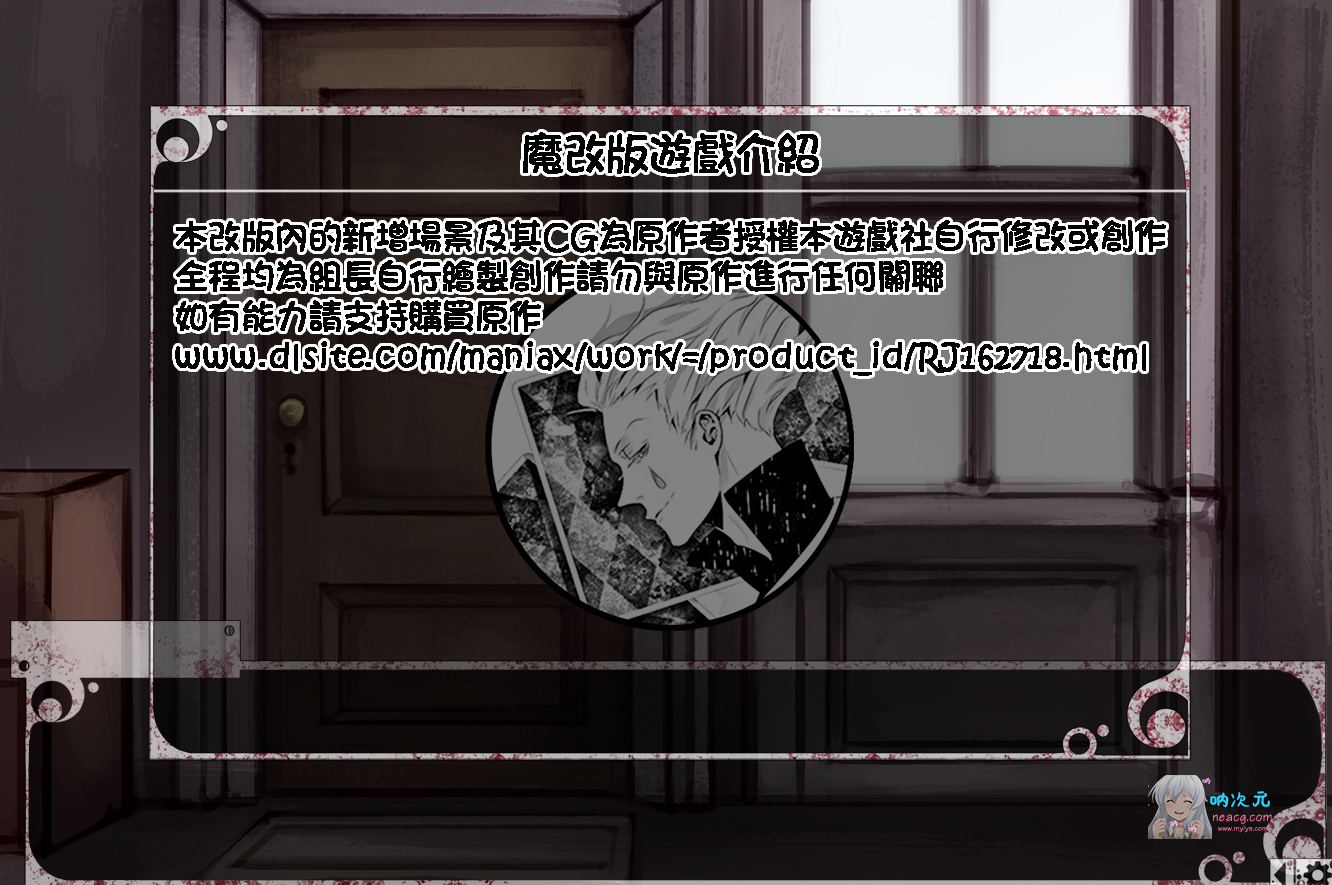 魔改版遊戲介紹
本改版內的新增場景及其CG為原作者授權本遊戲社自行修改或創作
全程均為組長自行繪製創作請勿與原作進行任何關聯
如有能力請支持購買原作
www.dlsite.com/maniax/work/=/product_id/RJ162718.html
呐次元
neacg.com
www.myiye.com